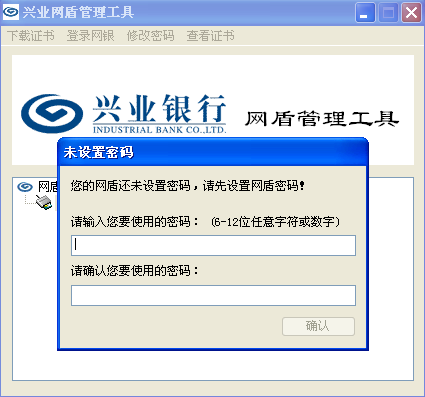 兴业网盾管理工具
下载证书 登录网银 修改密码 查看证书
兴业银行
INDUSTRIAL BANK CO.,LTD.
网盾管理工具
网盾
未设置密码
您的网盾还未设置密码，请先设置网盾密码！
请输入您要使用的密码：（6-12位任意字符或数字）
请确认您要使用的密码：
确认